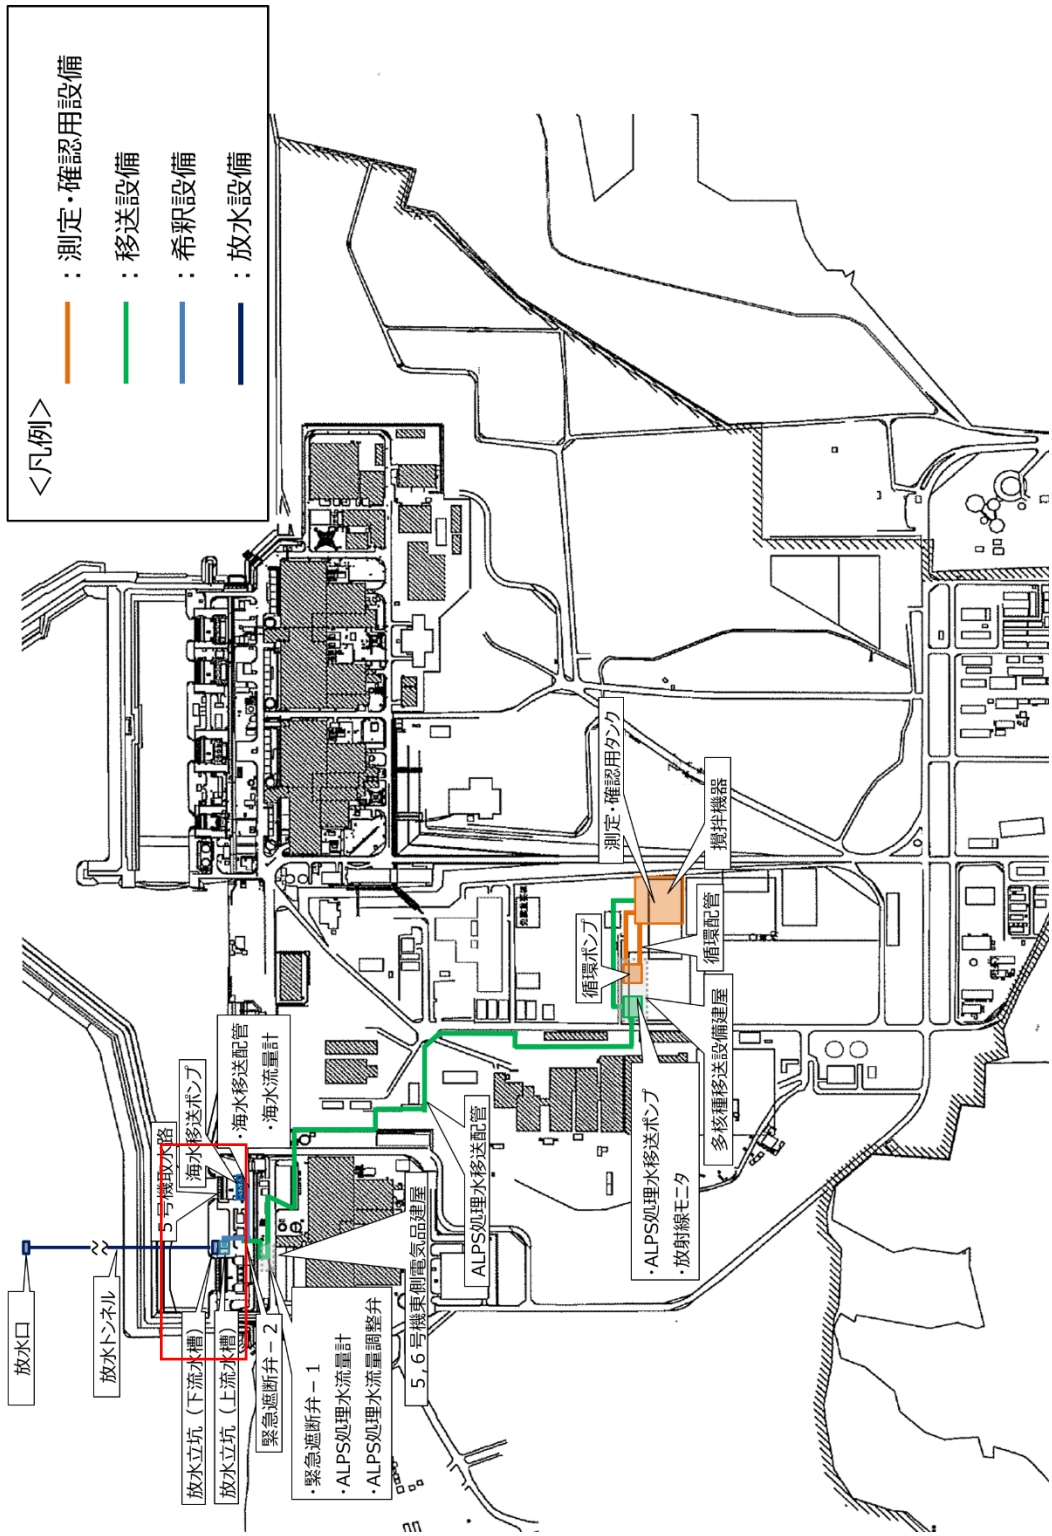 <凡例>
：測定・確認用設備
：移送設備
：希釈設備
：放水設備
放水口
放水トンネル
5号機取水路
海水移送ポンプ
・海水移送配管
・海水流量計
放水立坑（下流水槽）
放水立坑（上流水槽）
緊急遮断弁－2
・緊急遮断弁－1
・ALPS処理水流量計
・ALPS処理水流量調整弁
5，6号機東側電気品建屋
ALPS処理水移送配管
・ALPS処理水移送ポンプ
・放射線モニタ
多核種移送設備建屋
循環配管
循環ポンプ
測定・確認用タンク
攪拌機器